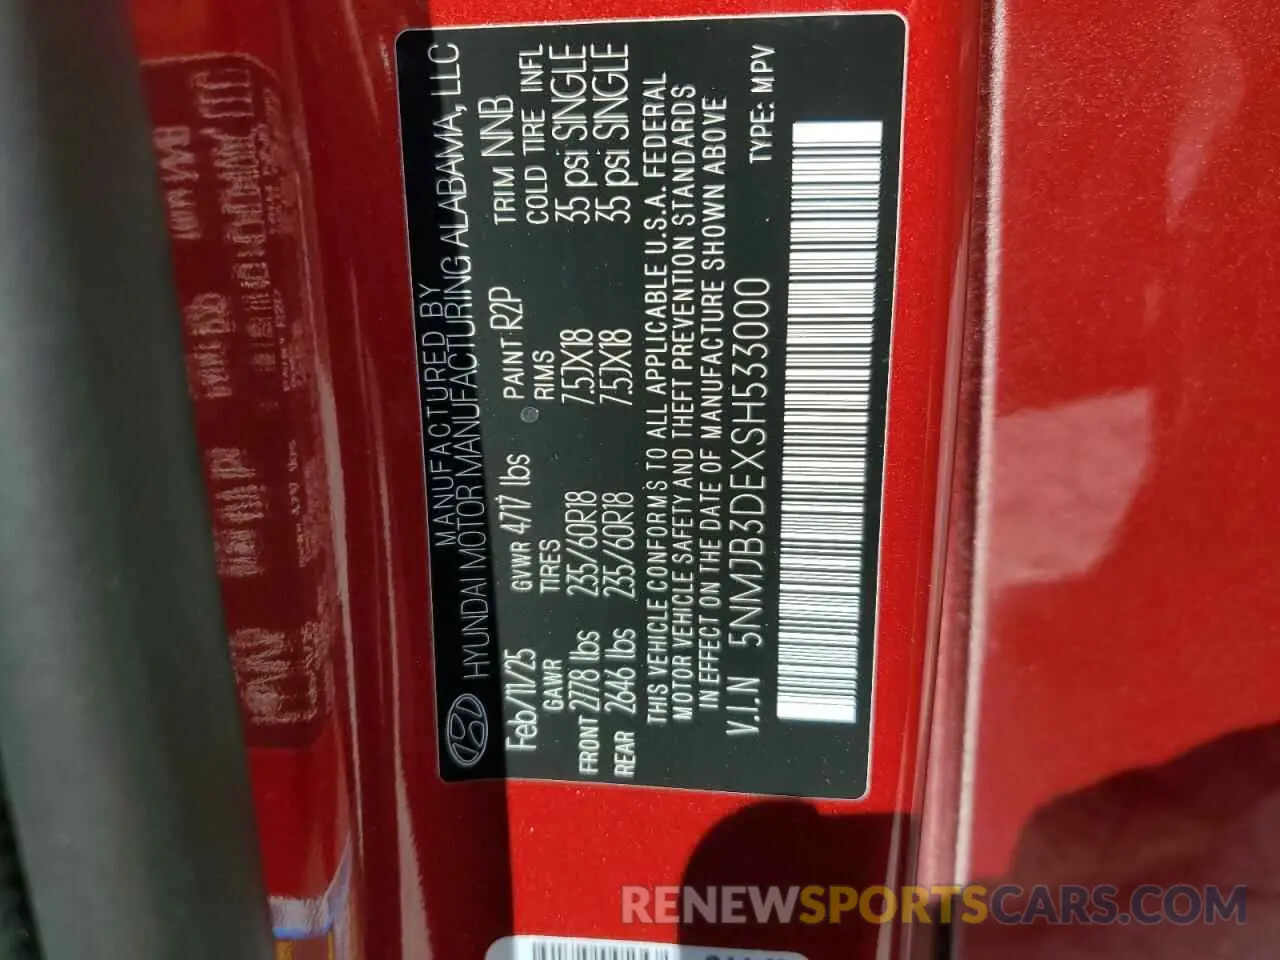 MANUFACTURED BY
HYUNDAI MOTOR MANUFACTURING ALABAMA, LLC
Feb/11/25 GVWR 4717 lbs PAINT:R2P TRIM NNB
GAWR TIRES RIMS COLD TIRE INFL
FRONT 2778 lbs 235/60R18 7.5JX18 35 psi SINGLE
REAR 2646 lbs 235/60R18 7.5JX18 35 psi SINGLE
THIS VEHICLE CONFORMS TO ALL APPLICABLE U.S.A. FEDERAL
MOTOR VEHICLE SAFETY AND THEFT PREVENTION STANDARDS
IN EFFECT ON THE DATE OF MANUFACTURE SHOWN ABOVE
V.I.N 5NMJB3DEXSH533000 TYPE: MPV
RENEWSPORTSCARS.COM